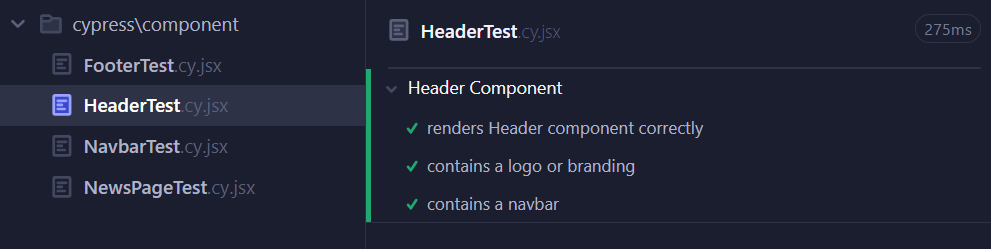 cypress\component
FooterTest.cy.jsx
HeaderTest.cy.jsx
NavbarTest.cy.jsx
NewsPageTest.cy.jsx
HeaderTest.cy.jsx 275ms
Header Component
renders Header component correctly
contains a logo or branding
contains a navbar